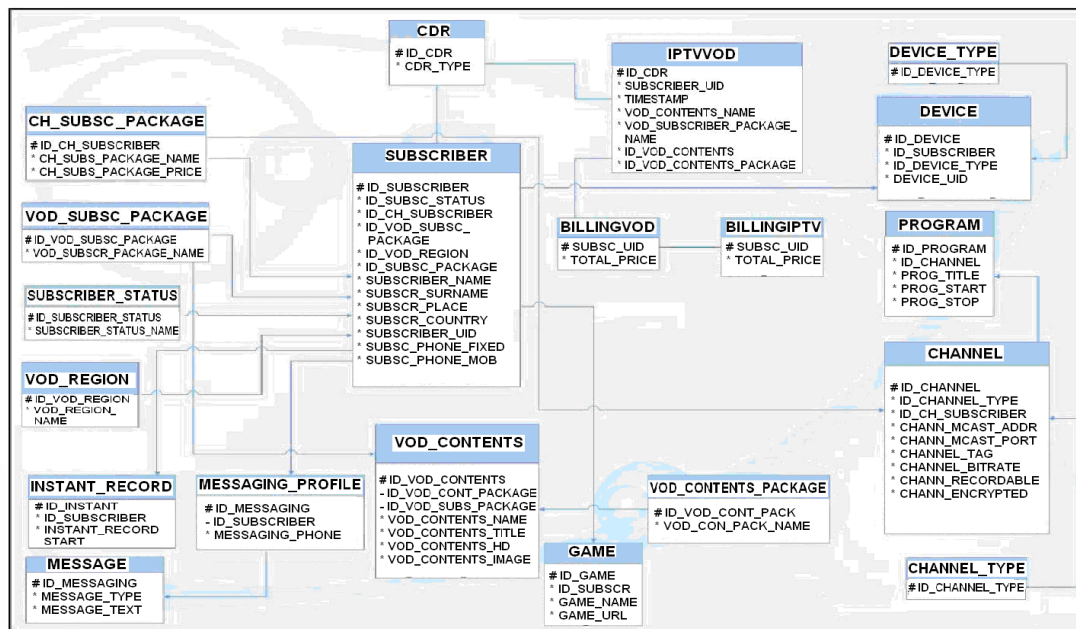 CDR
# ID_CDR
* CDR_TYPE
IPTVVOD
# ID_CDR
* SUBSCRIBER_UID
* TIMESTAMP
* VOD_CONTENTS_NAME
* VOD_SUBSCRIBER_PACKAGE_
NAME
* ID_VOD_CONTENTS
* ID_VOD_CONTENTS_PACKAGE
DEVICE_TYPE
# ID_DEVICE_TYPE
DEVICE
# ID_DEVICE
* ID_SUBSCRIBER
* ID_DEVICE_TYPE
* DEVICE_UID
CH_SUBSC_PACKAGE
# ID_CH_SUBSCRIBER
* CH_SUBS_PACKAGE_NAME
* CH_SUBS_PACKAGE_PRICE
SUBSCRIBER
# ID_SUBSCRIBER
* ID_SUBSC_STATUS
* ID_CH_SUBSCRIBER
* ID_VOD_SUBSC_
PACKAGE
* ID_VOD_REGION
* ID_SUBSC_PACKAGE
* SUBSCRIBER_NAME
* SUBSCR_SURNAME
* SUBSCR_PLACE
* SUBSCR_COUNTRY
* SUBSCRIBER_UID
* SUBSC_PHONE_FIXED
* SUBSC_PHONE_MOB
VOD_SUBSC_PACKAGE
# ID_VOD_SUBSC_PACKAGE
* VOD_SUBSCR_PACKAGE_NAME
BILLINGVOD
# SUBSC_UID
* TOTAL_PRICE
BILLINGIPTV
# SUBSC_UID
* TOTAL_PRICE
PROGRAM
# ID_PROGRAM
* ID_CHANNEL
* PROG_TITLE
* PROG_START
* PROG_STOP
SUBSCRIBER_STATUS
# ID_SUBSCRIBER_STATUS
* SUBSCRIBER_STATUS_NAME
VOD_REGION
# ID_VOD_REGION
* VOD_REGION_
NAME
CHANNEL
# ID_CHANNEL
* ID_CHANNEL_TYPE
* ID_CH_SUBSCRIBER
* CHANN_MCAST_ADDR
* CHANN_MCAST_PORT
* CHANNEL_TAG
* CHANNEL_BITRATE
* CHANN_RECORDABLE
* CHANN_ENCRYPTED
INSTANT_RECORD
# ID_INSTANT
* ID_SUBSCRIBER
* INSTANT_RECORD
START
MESSAGING_PROFILE
# ID_MESSAGING
- ID_SUBSCRIBER
* MESSAGING_PHONE
VOD_CONTENTS
# ID_VOD_CONTENTS
- ID_VOD_CONT_PACKAGE
- ID_VOD_SUBS_PACKAGE
* VOD_CONTENTS_NAME
* VOD_CONTENTS_TITLE
* VOD_CONTENTS_HD
* VOD_CONTENTS_IMAGE
VOD_CONTENTS_PACKAGE
# ID_VOD_CONT_PACK
* VOD_CON_PACK_NAME
MESSAGE
# ID_MESSAGING
* MESSAGE_TYPE
* MESSAGE_TEXT
GAME
# ID_GAME
* ID_SUBSCR
* GAME_NAME
* GAME_URL
CHANNEL_TYPE
# ID_CHANNEL_TYPE